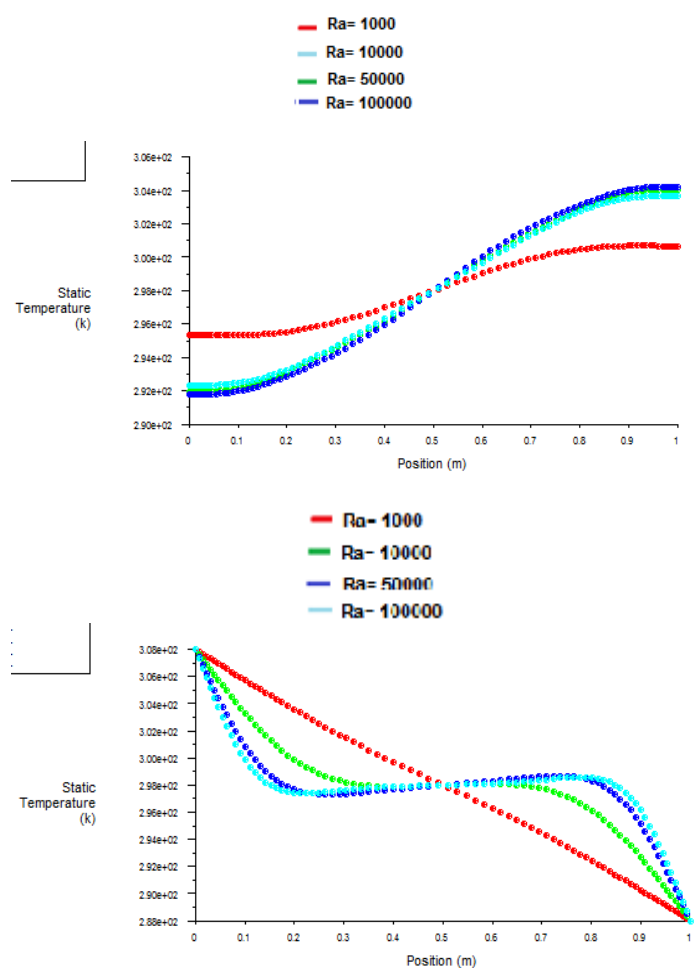 Ra= 1000
Ra= 10000
Ra= 50000
Ra= 100000
3.06e+02
3.04e+02
3.02e+02
3.00e+02
2.98e+02
2.96e+02
2.94e+02
2.92e+02
2.90e+02
Static
Temperature
(k)
0 0.1 0.2 0.3 0.4 0.5 0.6 0.7 0.8 0.9 1
Position (m)
Ra= 1000
Ra= 10000
Ra= 50000
Ra= 100000
3.08e+02
3.06e+02
3.04e+02
3.02e+02
3.00e+02
2.98e+02
2.96e+02
2.94e+02
2.92e+02
2.90e+02
2.88e+02
Static
Temperature
(k)
0 0.1 0.2 0.3 0.4 0.5 0.6 0.7 0.8 0.9 1
Position (m)